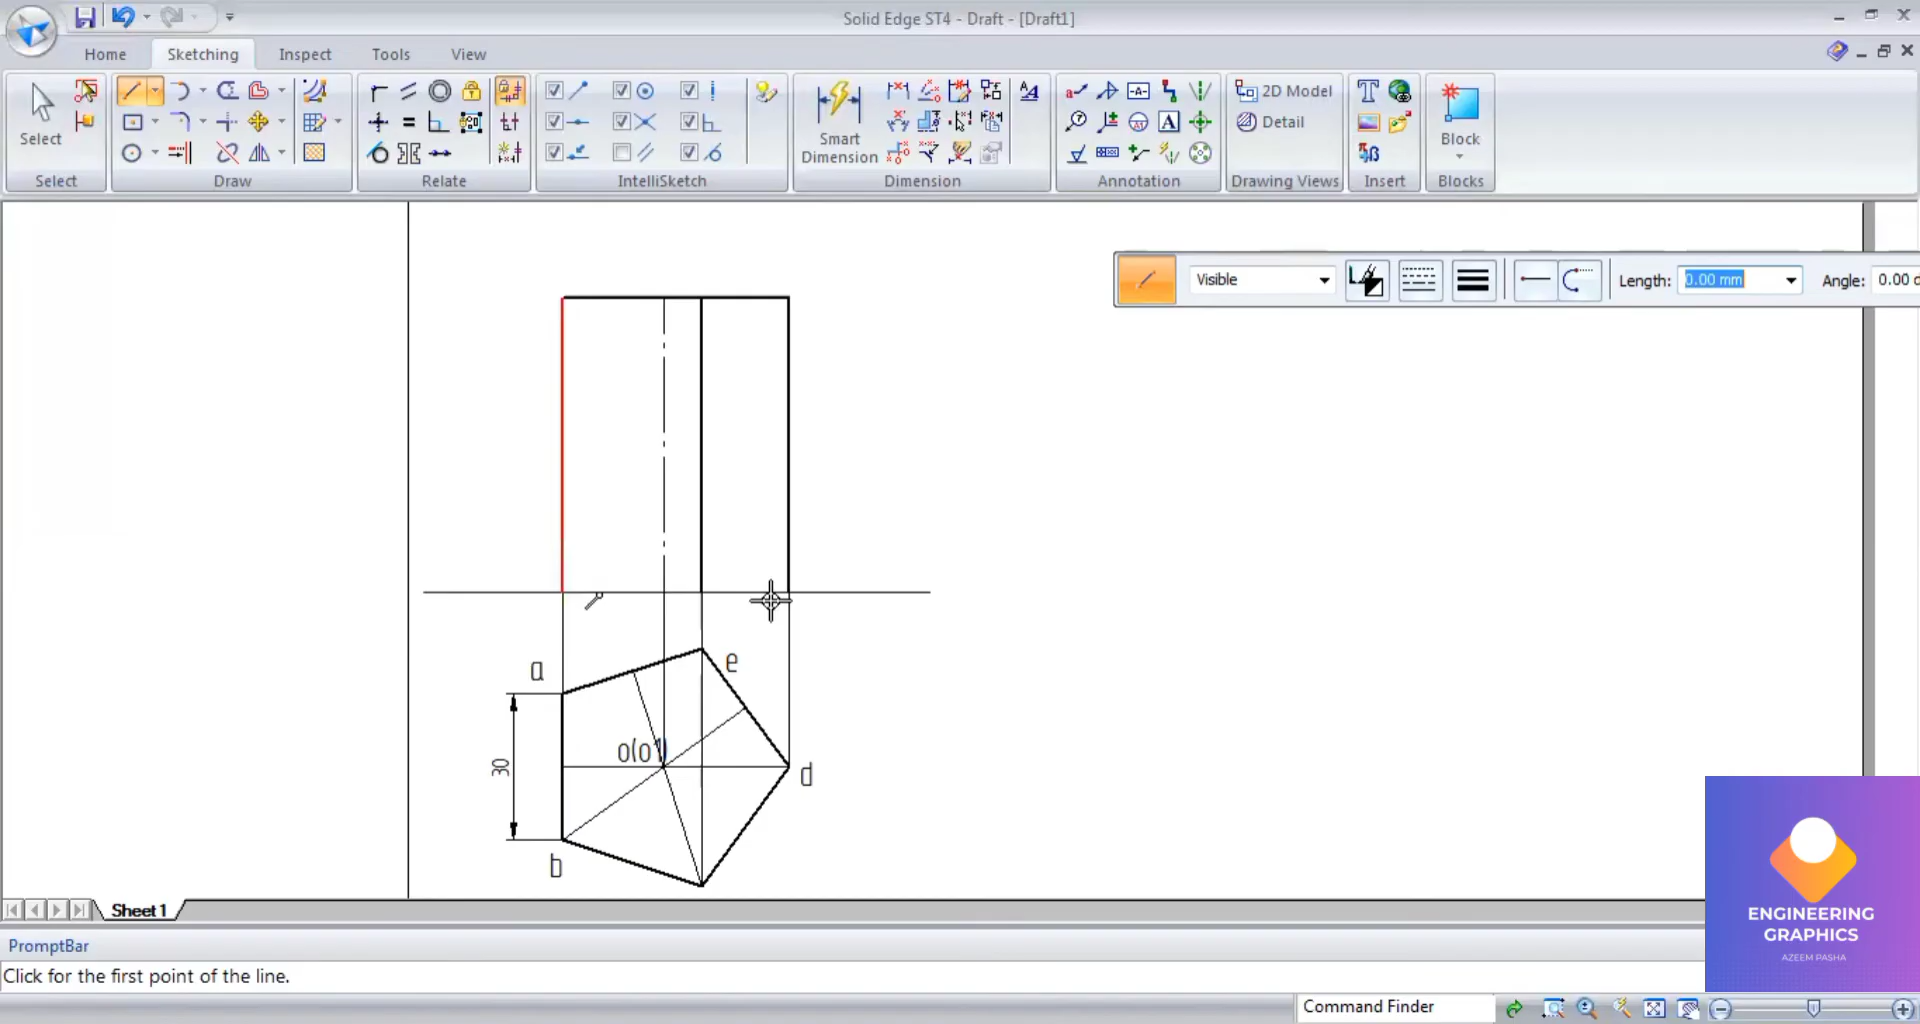 Solid Edge ST4 - Draft - [Draft1]
Home Sketching Inspect Tools View
Select
Smart
Dimension
2D Model
Detail
Block
Select Draw Relate IntelliSketch Dimension Annotation Drawing Views Insert Blocks
Visible
Length: 0.00 mm
Angle: 0.00 d
a
e
o(o1)
d
30
b
Sheet1
PromptBar
Click for the first point of the line.
Command Finder
ENGINEERING
GRAPHICS
AZEEM PASHA